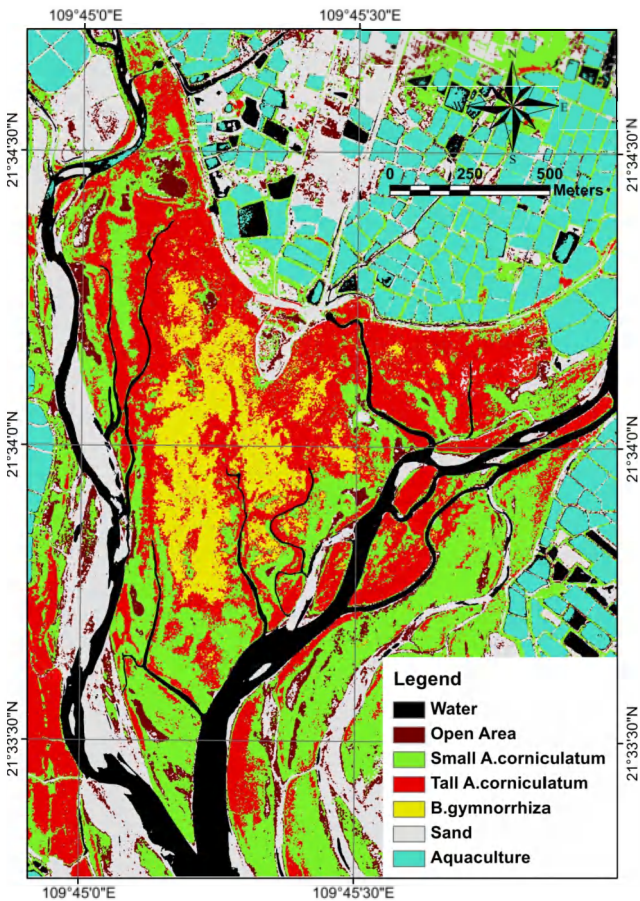 109°45'0"E 109°45'30"E
21°34'30"N 21°34'30"N
E
S
0 250 500
Meters
21°34'0"N 21°34'0"N
21°33'30"N 21°33'30"N
Legend
Water
Open Area
Small A.corniculatum
Tall A.corniculatum
B.gymnorrhiza
Sand
Aquaculture
109°45'0"E 109°45'30"E